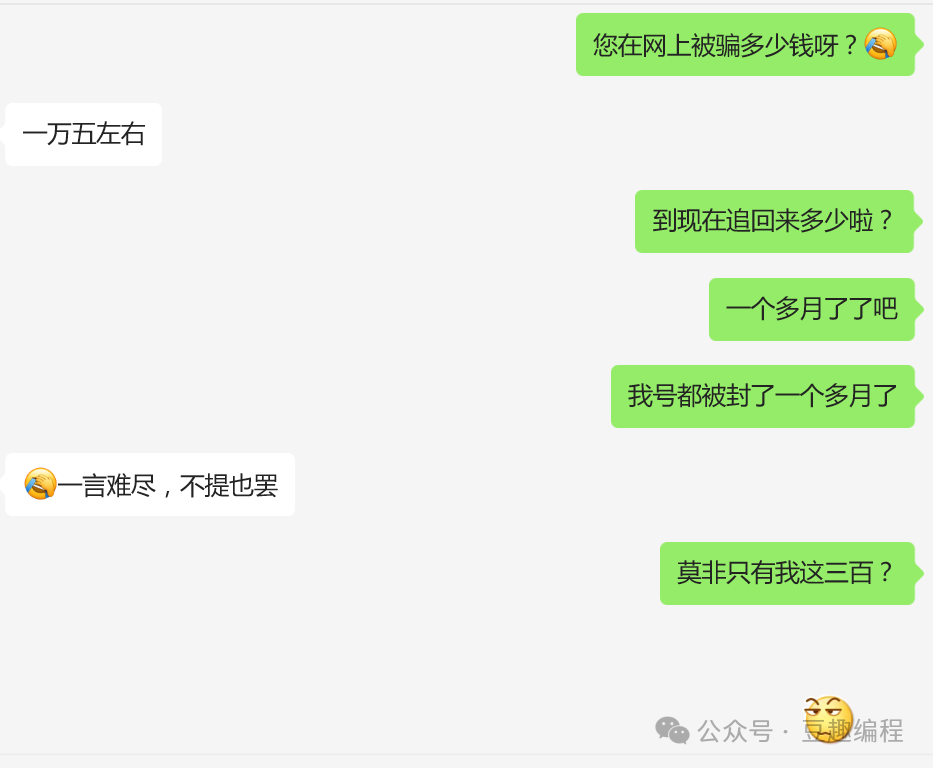 您在网上被骗多少钱呀？
一万五左右
到现在追回来多少啦？
一个多月了了吧
我号都被封了一个多月了
一言难尽，不提也罢
莫非只有我这三百？
公众号 · 豆趣编程